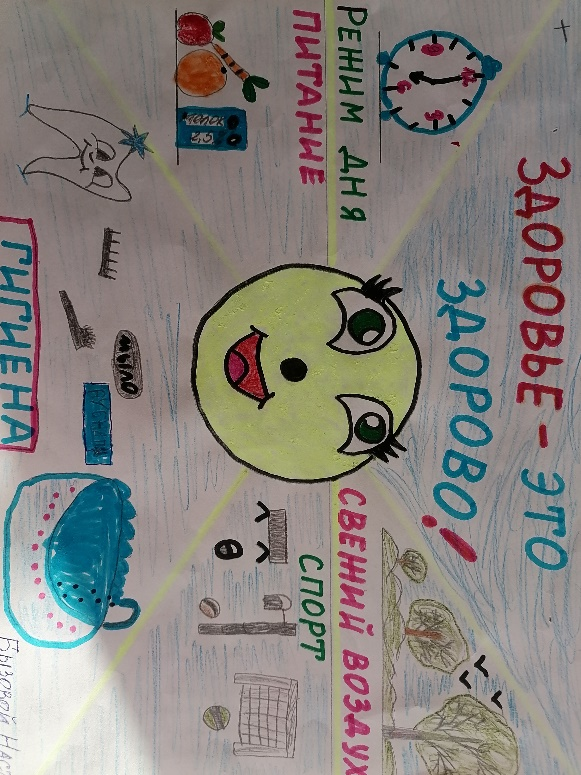 ЗДОРОВЬЕ - ЭТО
ЗДОРОВО!
РЕЖИМ ДНЯ
СВЕЖИЙ ВОЗДУХ
ПИТАНИЕ
СПОРТ
мыло
ГИГИЕНА